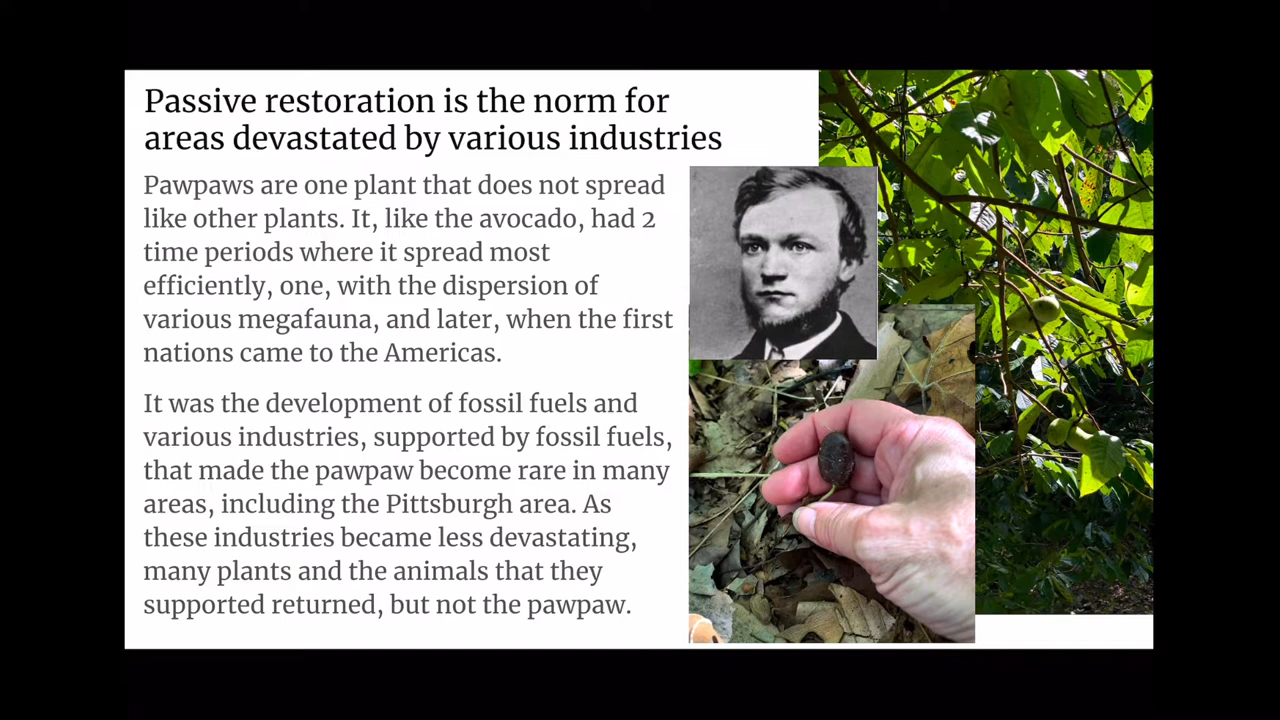 Passive restoration is the norm for
areas devastated by various industries
Pawpaws are one plant that does not spread
like other plants. It, like the avocado, had 2
time periods where it spread most
efficiently, one, with the dispersion of
various megafauna, and later, when the first
nations came to the Americas.
It was the development of fossil fuels and
various industries, supported by fossil fuels,
that made the pawpaw become rare in many
areas, including the Pittsburgh area. As
these industries became less devastating,
many plants and the animals that they
supported returned, but not the pawpaw.